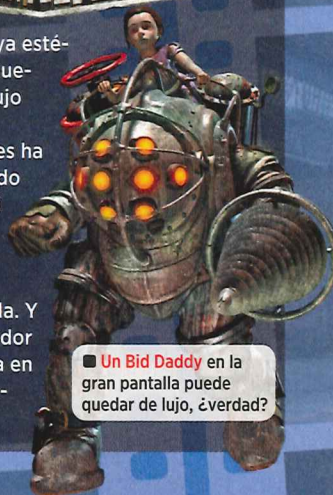 ya esté-
ue-
ujo
es ha
do
la. Y
dor
a en
■ Un Bid Daddy en la
gran pantalla puede
quedar de lujo, ¿verdad?